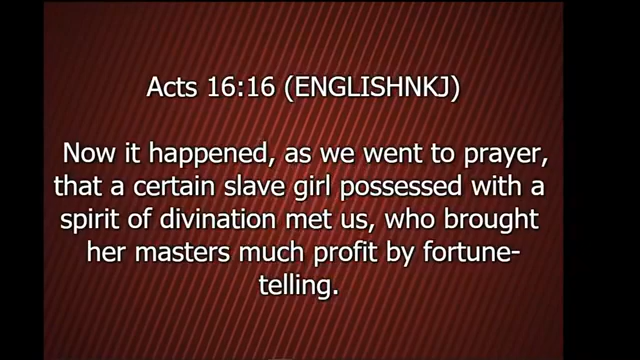 Acts 16:16 (ENGLISHNKJ)
Now it happened, as we went to prayer,
that a certain slave girl possessed with a
spirit of divination met us, who brought
her masters much profit by fortune-
telling.